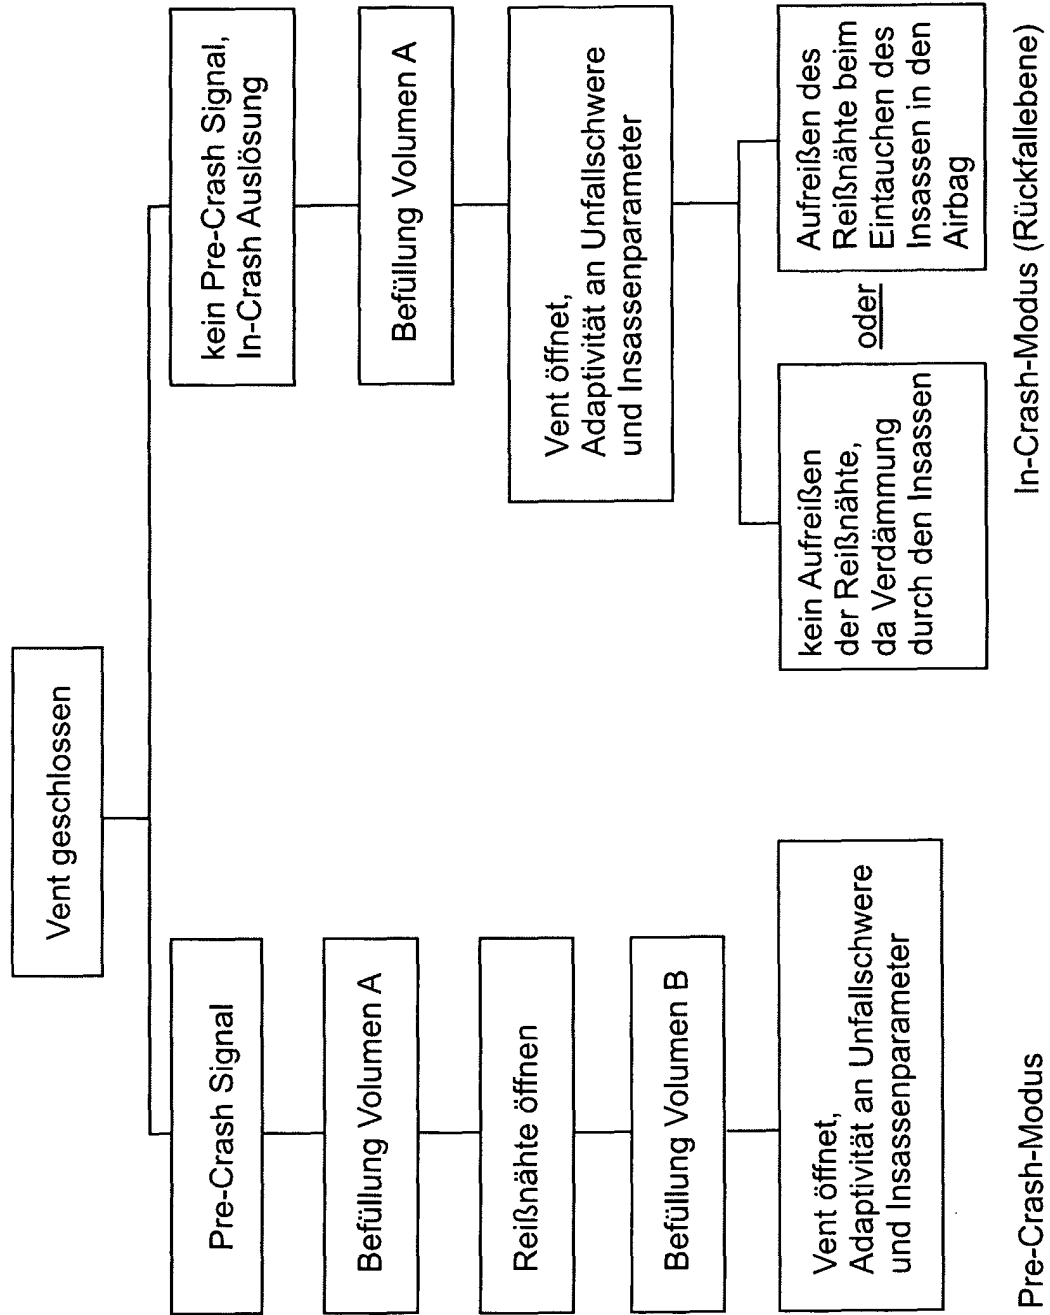 Vent geschlossen
Pre-Crash Signal
Befüllung Volumen A
Reißnähte öffnen
Befüllung Volumen B
Vent öffnet,
Adaptivität an Unfallschwere
und Insassenparameter
Pre-Crash-Modus
kein Pre-Crash Signal,
In-Crash Auslösung
Befüllung Volumen A
Vent öffnet,
Adaptivität an Unfallschwere
und Insassenparameter
kein Aufreißen
der Reißnähte,
da Verdämmung
durch den Insassen
oder
Aufreißen des
Reißnähte beim
Eintauchen des
Insassen in den
Airbag
In-Crash-Modus (Rückfallebene)